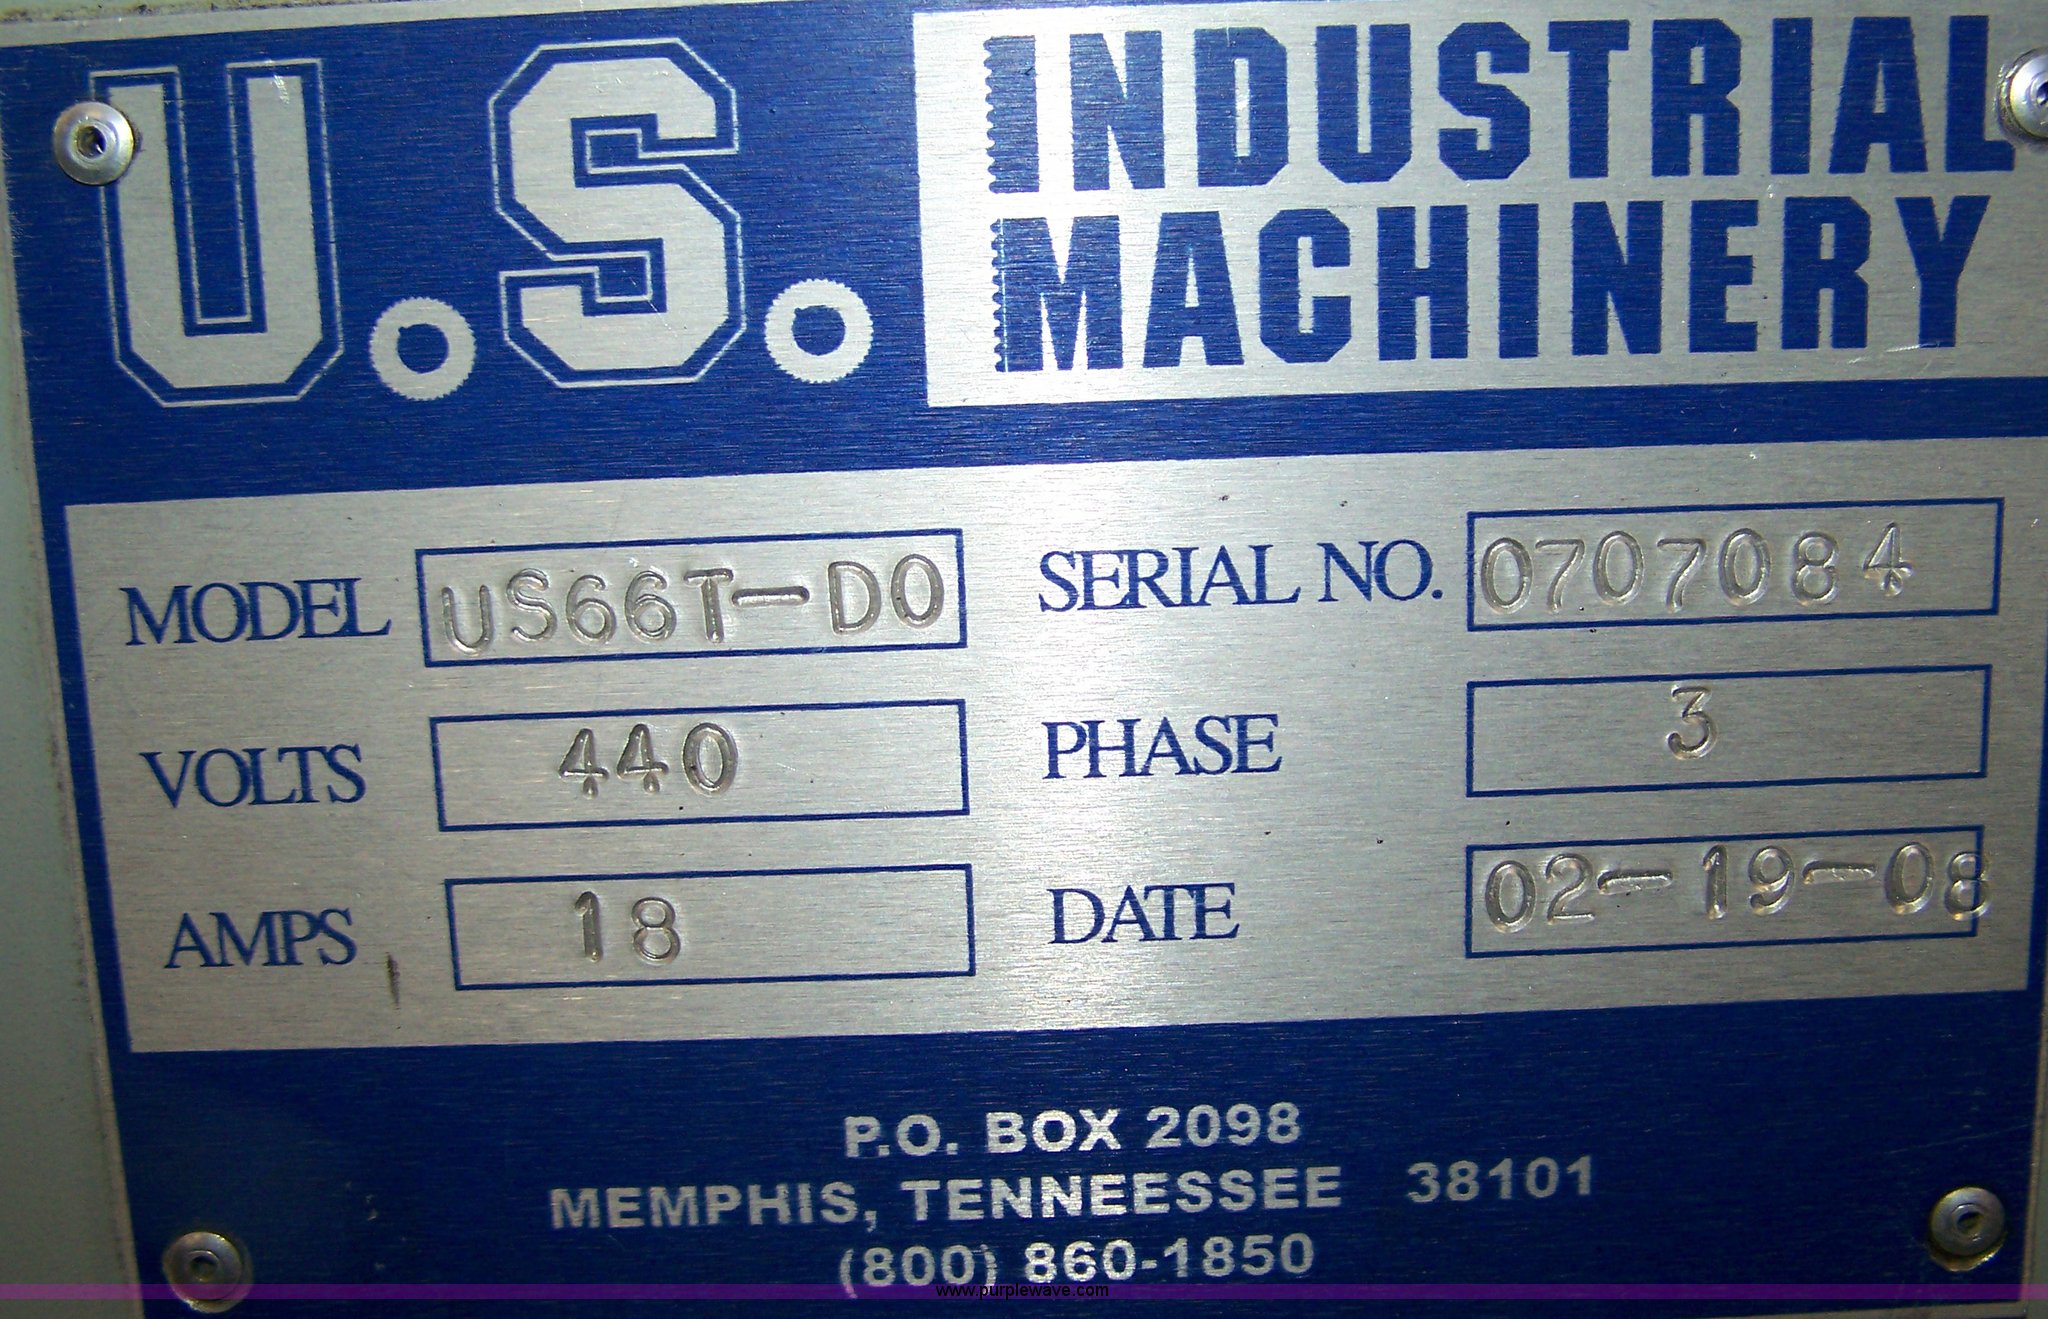 U.S. INDUSTRIAL
MACHINERY
MODEL US66T-DO SERIAL NO. 0707084
VOLTS 440 PHASE 3
AMPS 18 DATE 02-19-08
P.O. BOX 2098
MEMPHIS, TENNEESSEE 38101
(800) 860-1850
www.purplewave.com